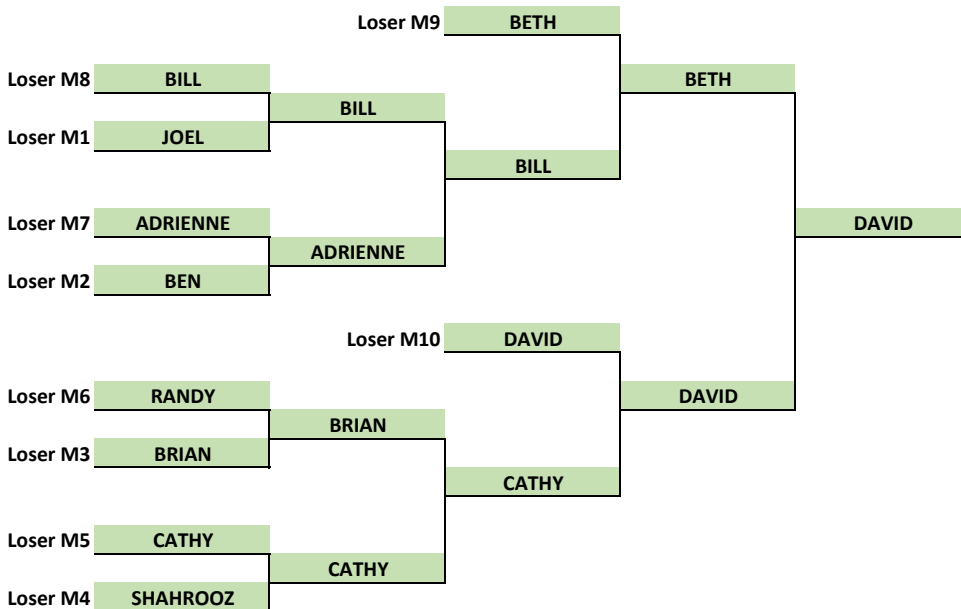 Loser M9 BETH
Loser M8 BILL BETH
BILL
Loser M1 JOEL
BILL
Loser M7 ADRIENNE DAVID
ADRIENNE
Loser M2 BEN
Loser M10 DAVID
Loser M6 RANDY DAVID
BRIAN
Loser M3 BRIAN
CATHY
Loser M5 CATHY
CATHY
Loser M4 SHAHROOZ